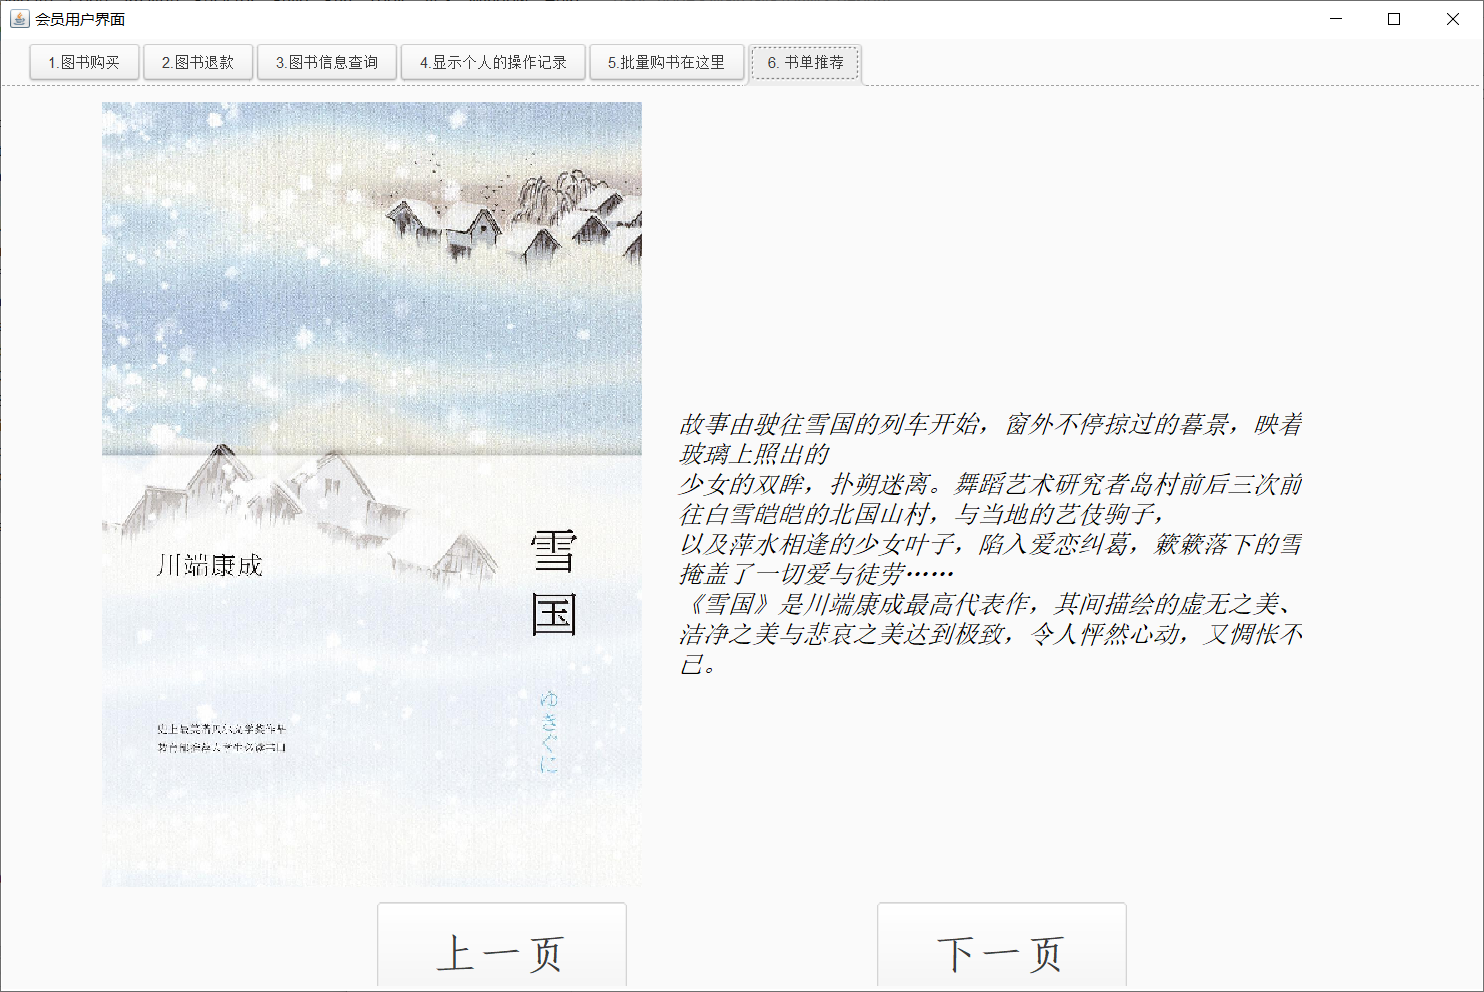 会员用户界面
1.图书购买
2.图书退款
3.图书信息查询
4.显示个人的操作记录
5.批量购书在这里
6. 书单推荐
川端康成
雪国
ゆきぐに
故事由驶往雪国的列车开始，窗外不停掠过的暮景，映着
玻璃上照出的
少女的双眸，扑朔迷离。舞蹈艺术研究者岛村前后三次前
往白雪皑皑的北国山村，与当地的艺伎驹子，
以及萍水相逢的少女叶子，陷入爱恋纠葛，簌簌落下的雪
掩盖了一切爱与徒劳……
《雪国》是川端康成最高代表作，其间描绘的虚无之美、
洁净之美与悲哀之美达到极致，令人怦然心动，又惆怅不
已。
上一页
下一页